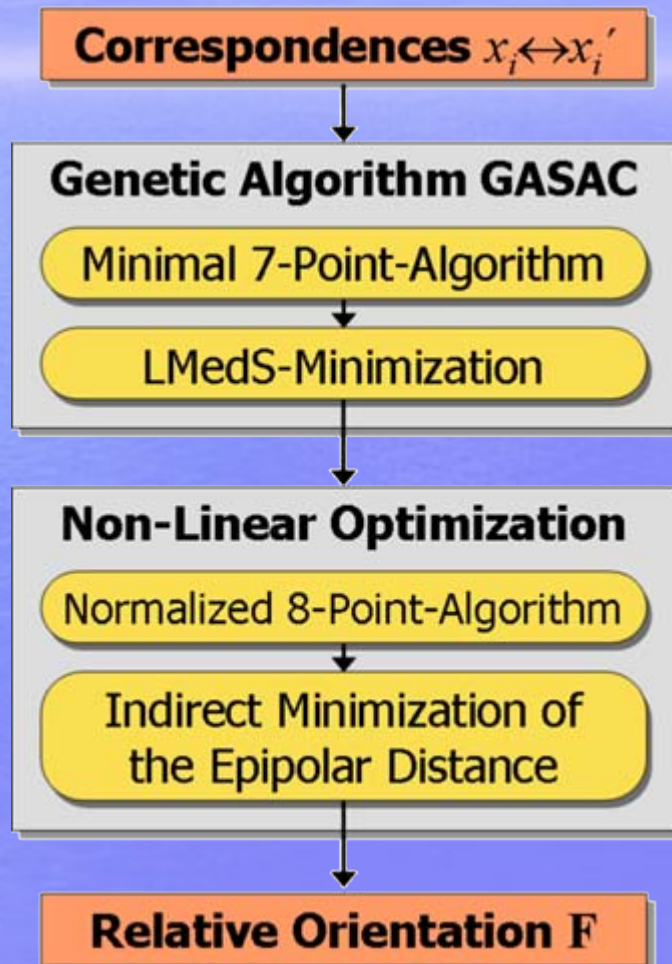 Correspondences xᵢ↔xᵢ′
Genetic Algorithm GASAC
Minimal 7-Point-Algorithm
LMedS-Minimization
Non-Linear Optimization
Normalized 8-Point-Algorithm
Indirect Minimization of
the Epipolar Distance
Relative Orientation F